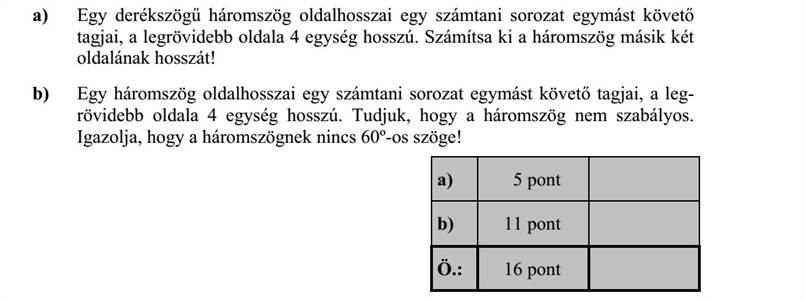 a) Egy derékszögű háromszög oldalhosszai egy számtani sorozat egymást követő
tagjai, a legrövidebb oldala 4 egység hosszú. Számítsa ki a háromszög másik két
oldalának hosszát!
b) Egy háromszög oldalhosszai egy számtani sorozat egymást követő tagjai, a leg-
rövidebb oldala 4 egység hosszú. Tudjuk, hogy a háromszög nem szabályos.
Igazolja, hogy a háromszögnek nincs 60º-os szöge!
a) 5 pont
b) 11 pont
Ö.: 16 pont